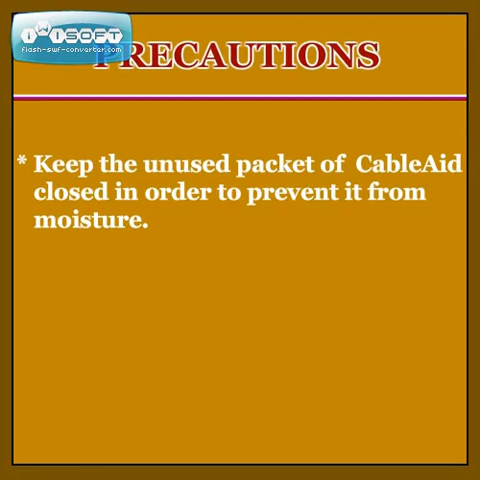 iWiSOFT
flash-swf-converter.com
PRECAUTIONS
* Keep the unused packet of CableAid
closed in order to prevent it from
moisture.